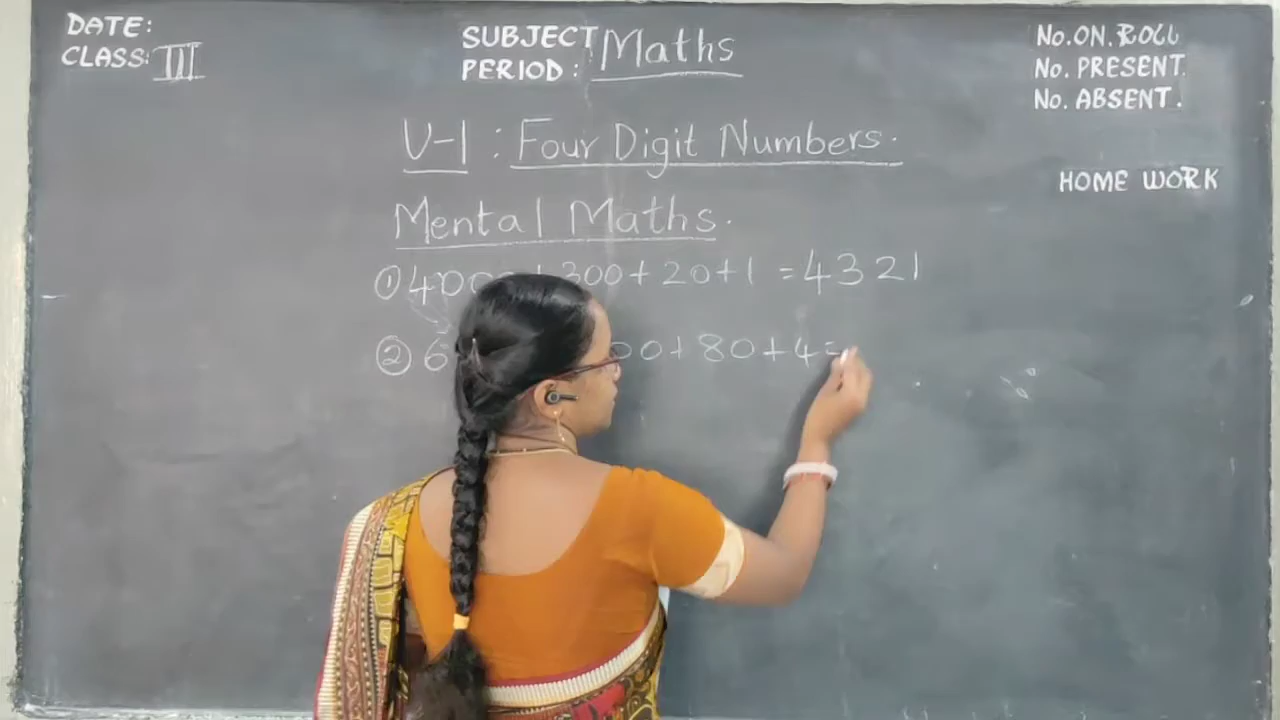 DATE:
CLASS: III
SUBJECT: Maths
PERIOD:
No. ON. ROLL
No. PRESENT.
No. ABSENT.
U-1 : Four Digit Numbers.
HOME WORK
Mental Maths.
① 4000 + 300 + 20 + 1 = 4321
② 6 00 + 80 + 4 =